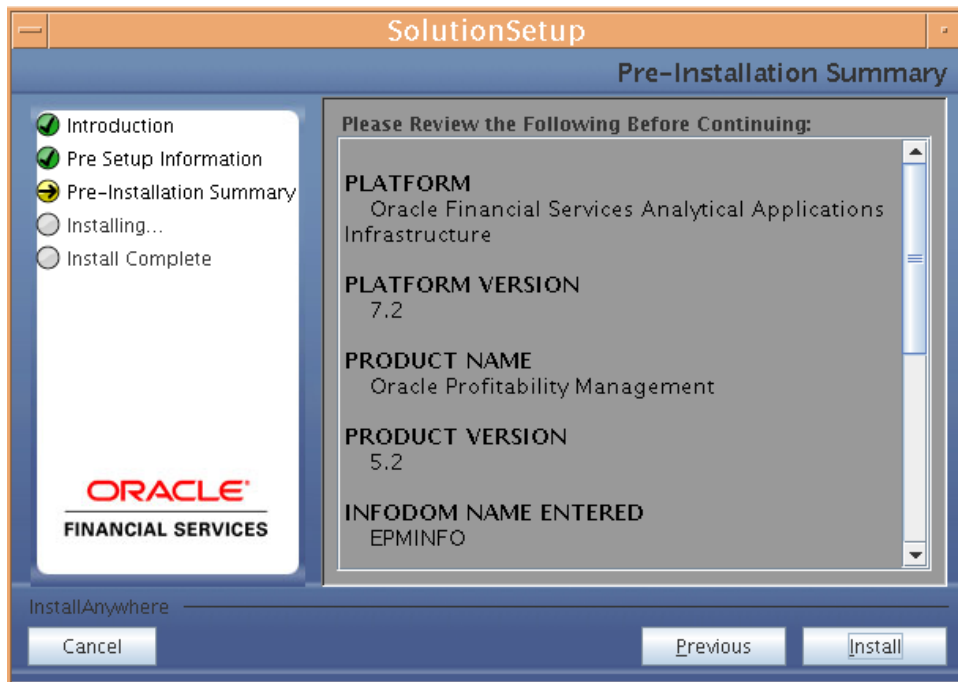 SolutionSetup
Pre-Installation Summary
Introduction
Pre Setup Information
Pre-Installation Summary
Installing...
Install Complete
ORACLE
FINANCIAL SERVICES
Please Review the Following Before Continuing:
PLATFORM
Oracle Financial Services Analytical Applications
Infrastructure
PLATFORM VERSION
7.2
PRODUCT NAME
Oracle Profitability Management
PRODUCT VERSION
5.2
INFODOM NAME ENTERED
EPMINFO
InstallAnywhere
Cancel
Previous
Install